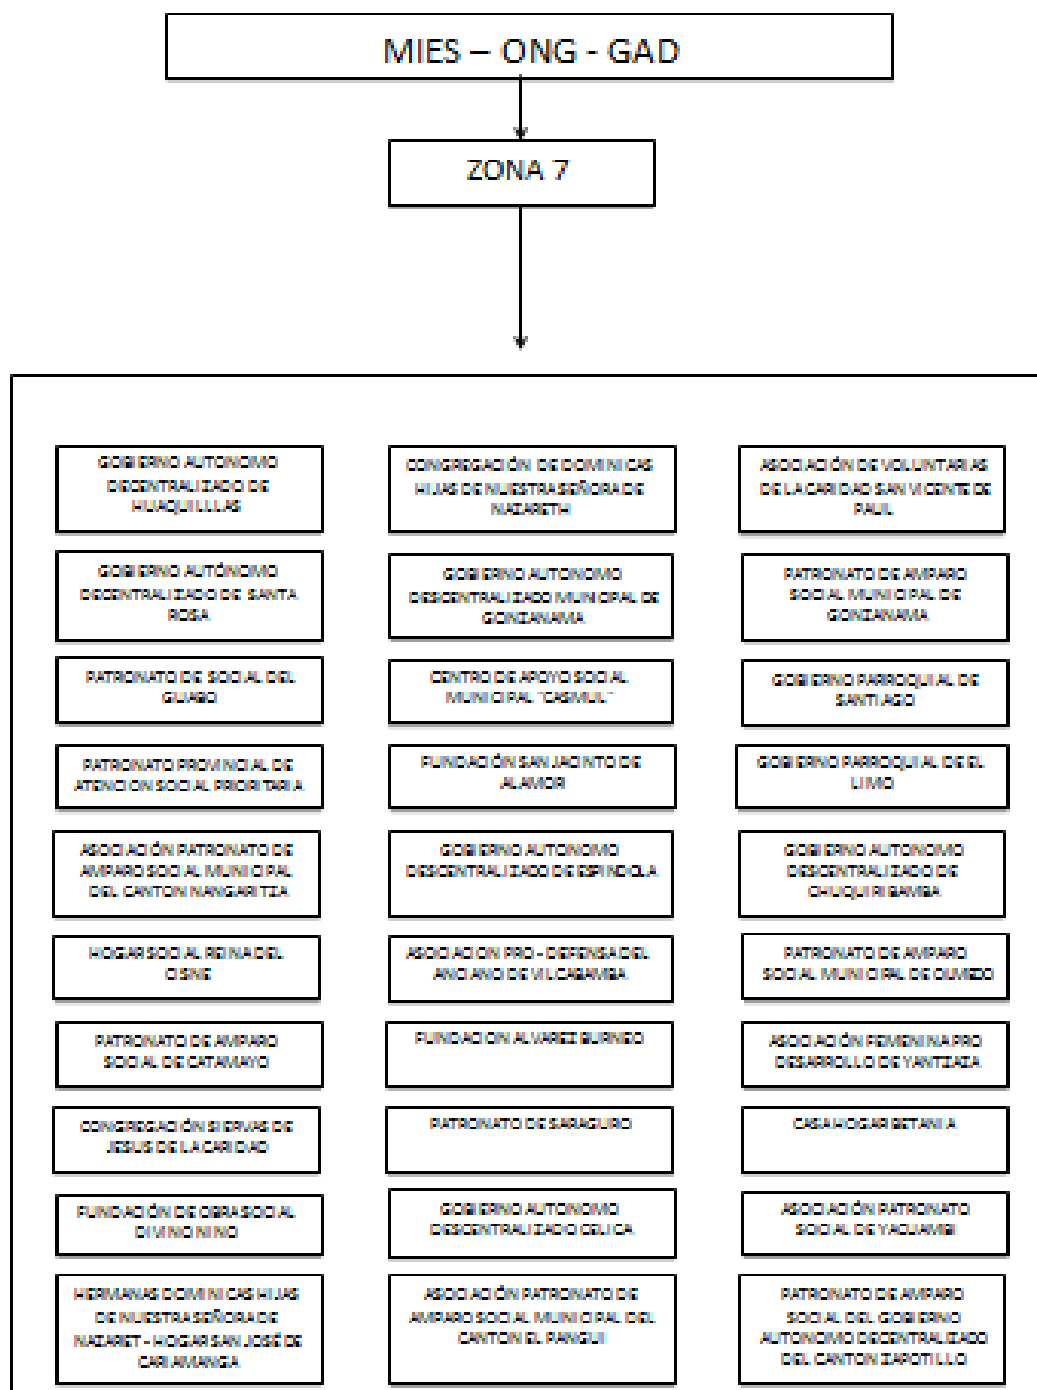 MIES – ONG - GAD
ZONA 7
GOBIERNO AUTONOMO
DECENTRALIZADO DE
HUAQUILLLAS
CONGREGACIÓN DE DOMINICAS
HIJAS DE NUESTRA SEÑORA DE
NAZARETH
ASOCIACIÓN DE VOLUNTARIAS
DE LA CARIDAD SAN VICENTE DE
PAUL
GOBIERNO AUTÓNOMO
DECENTRALIZADO DE SANTA
ROSA
GOBIERNO AUTONOMO
DESCENTRALIZADO MUNICIPAL DE
GONZANAMA
PATRONATO DE AMPARO
SOCIAL MUNICIPAL DE
GONZANAMA
PATRONATO DE SOCIAL DEL
GUABO
CENTRO DE APOYO SOCIAL
MUNICIPAL "CASMUL"
GOBIERNO PARROQUIAL DE
SANTIAGO
PATRONATO PROVINCIAL DE
ATENCION SOCIAL PRIORITARIA
FUNDACIÓN SAN JACINTO DE
ALAMOR
GOBIERNO PARROQUIAL DE EL
LIMO
ASOCIACIÓN PATRONATO DE
AMPARO SOCIAL MUNICIPAL
DEL CANTON NANGARITZA
GOBIERNO AUTONOMO
DESCENTRALIZADO DE ESPINDOLA
GOBIERNO AUTONOMO
DESCENTRALIZADO DE
CHUQUIRIBAMBA
HOGAR SOCIAL REINA DEL
CISNE
ASOCIACION PRO - DEFENSA DEL
ANCIANO DE VILCABAMBA
PATRONATO DE AMPARO
SOCIAL MUNICIPAL DE OLMEDO
PATRONATO DE AMPARO
SOCIAL DE CATAMAYO
FUNDACION ALVAREZ BURNEO
ASOCIACIÓN FEMENINA PRO
DESARROLLO DE YANTZAZA
CONGREGACIÓN SIERVAS DE
JESUS DE LA CARIDAD
PATRONATO DE SARAGURO
CASA HOGAR BETANIA
FUNDACIÓN DE OBRA SOCIAL
DIVINO NINO
GOBIERNO AUTONOMO
DESCENTRALIZADO CELICA
ASOCIACIÓN PATRONATO
SOCIAL DE YACUAMBI
HERMANAS DOMINICAS HIJAS
DE NUESTRA SEÑORA DE
NAZARET - HOGAR SAN JOSÉ DE
CARIAMANGA
ASOCIACIÓN PATRONATO DE
AMPARO SOCIAL MUNICIPAL DEL
CANTON EL PANGUI
PATRONATO DE AMPARO
SOCIAL DEL GOBIERNO
AUTONOMO DECENTRALIZADO
DEL CANTON ZAPOTILLO